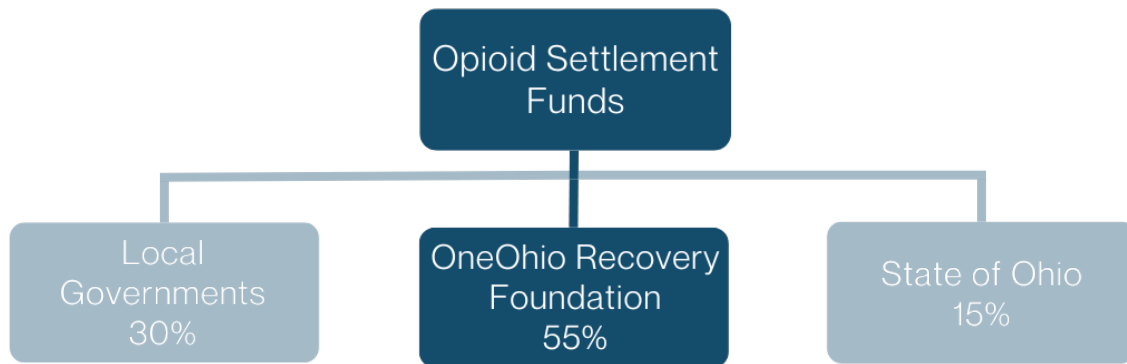 Opioid Settlement
Funds
Local
Governments
30%
OneOhio Recovery
Foundation
55%
State of Ohio
15%